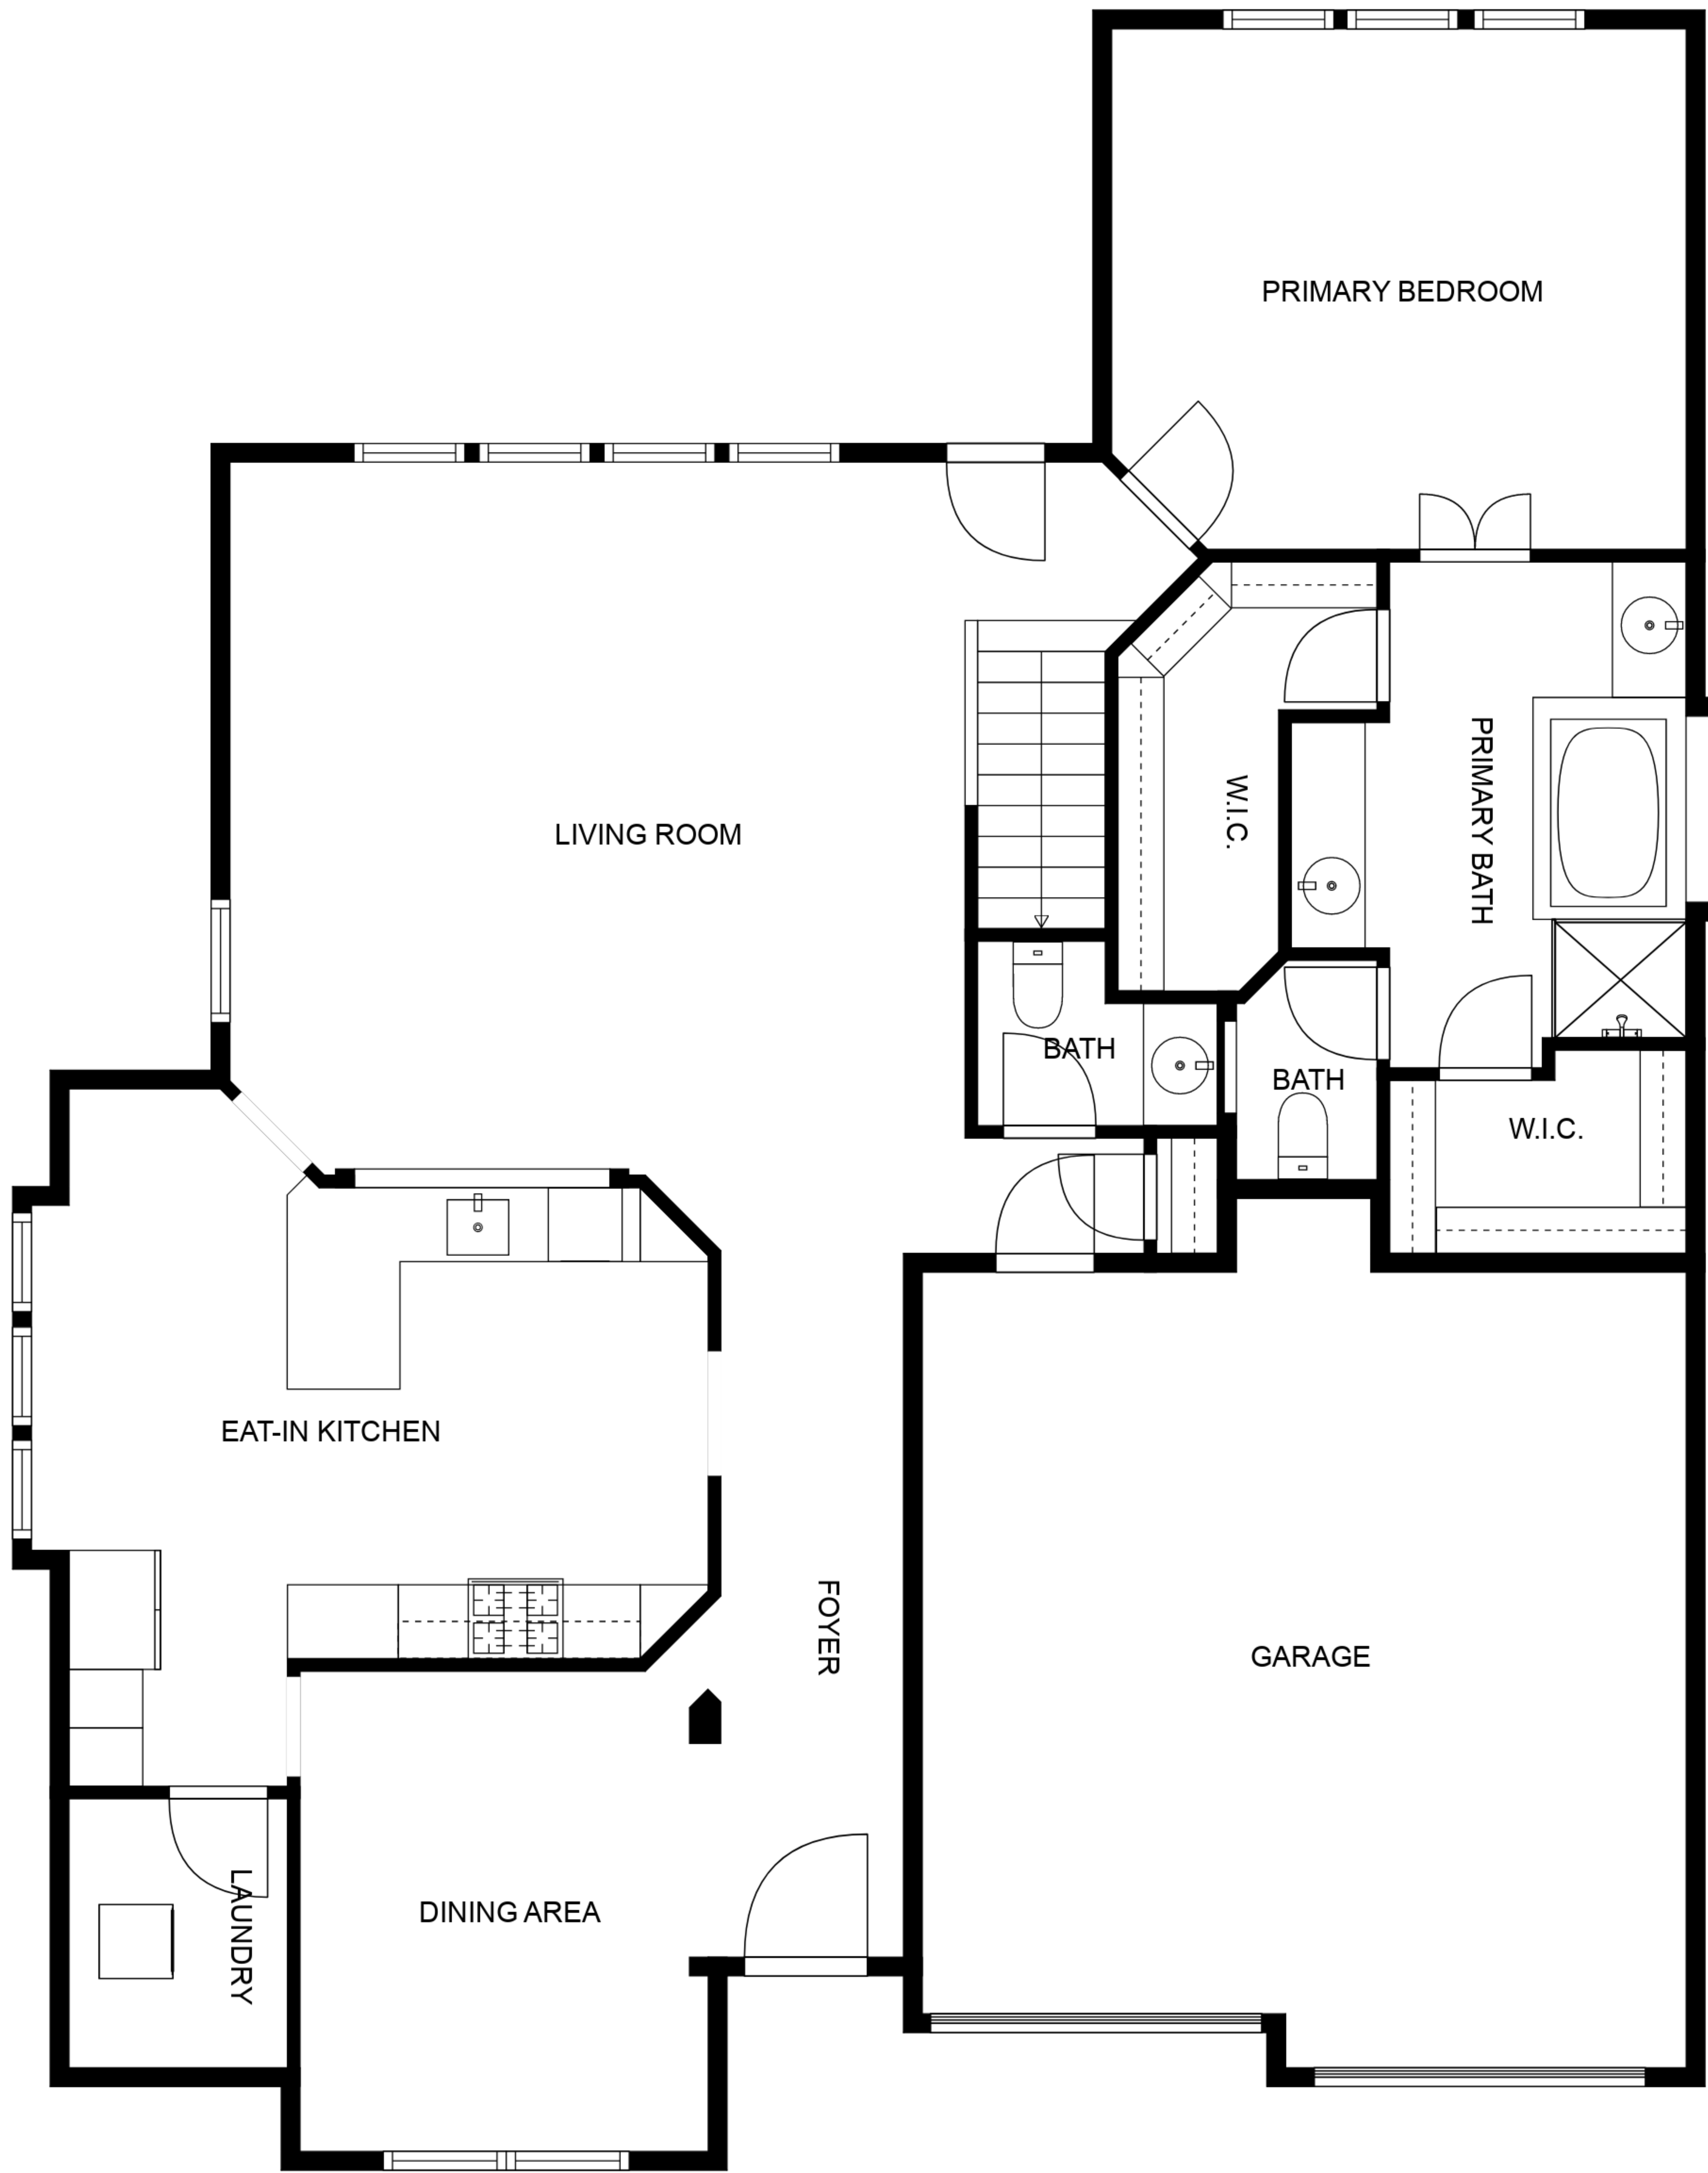 PRIMARY BEDROOM
LIVING ROOM
W.I.C.
PRIMARY BATH
BATH
BATH
W.I.C.
EAT-IN KITCHEN
FOYER
GARAGE
LAUNDRY
DINING AREA